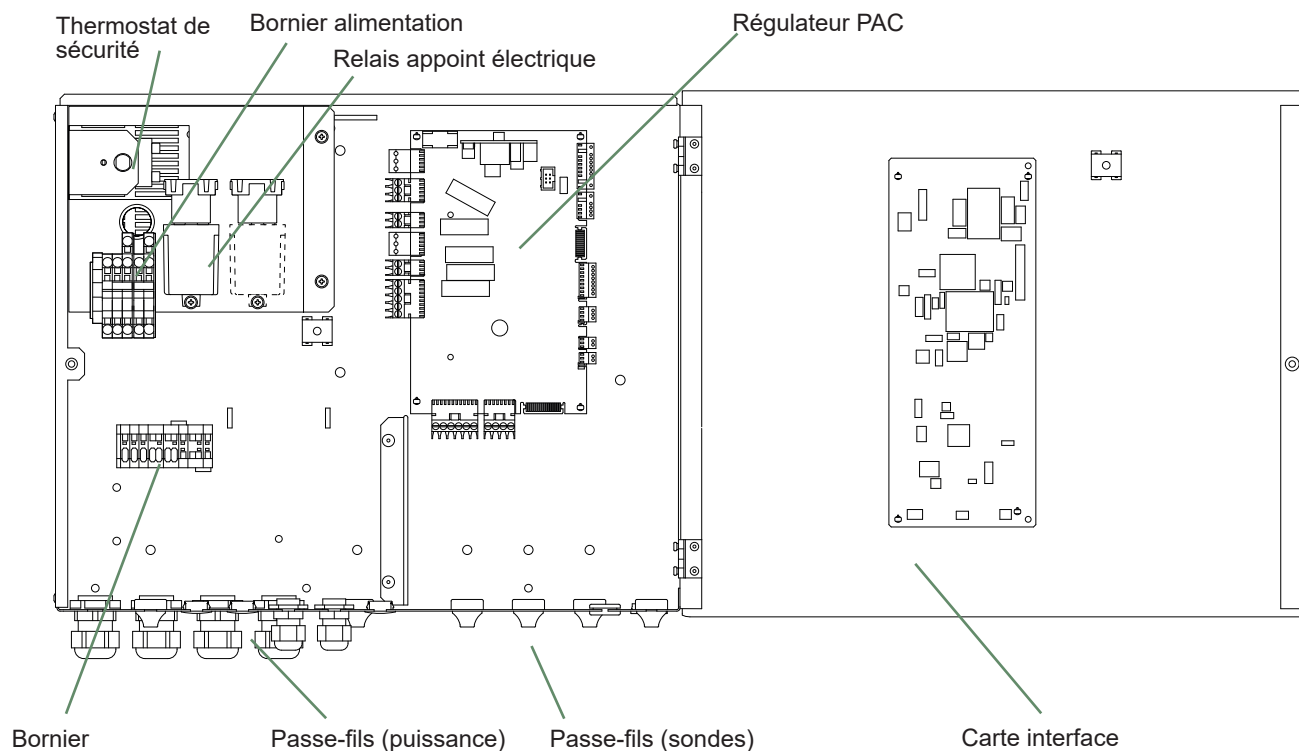 Thermostat de
sécurité
Bornier alimentation
Relais appoint électrique
Régulateur PAC
Bornier
Passe-fils (puissance)
Passe-fils (sondes)
Carte interface